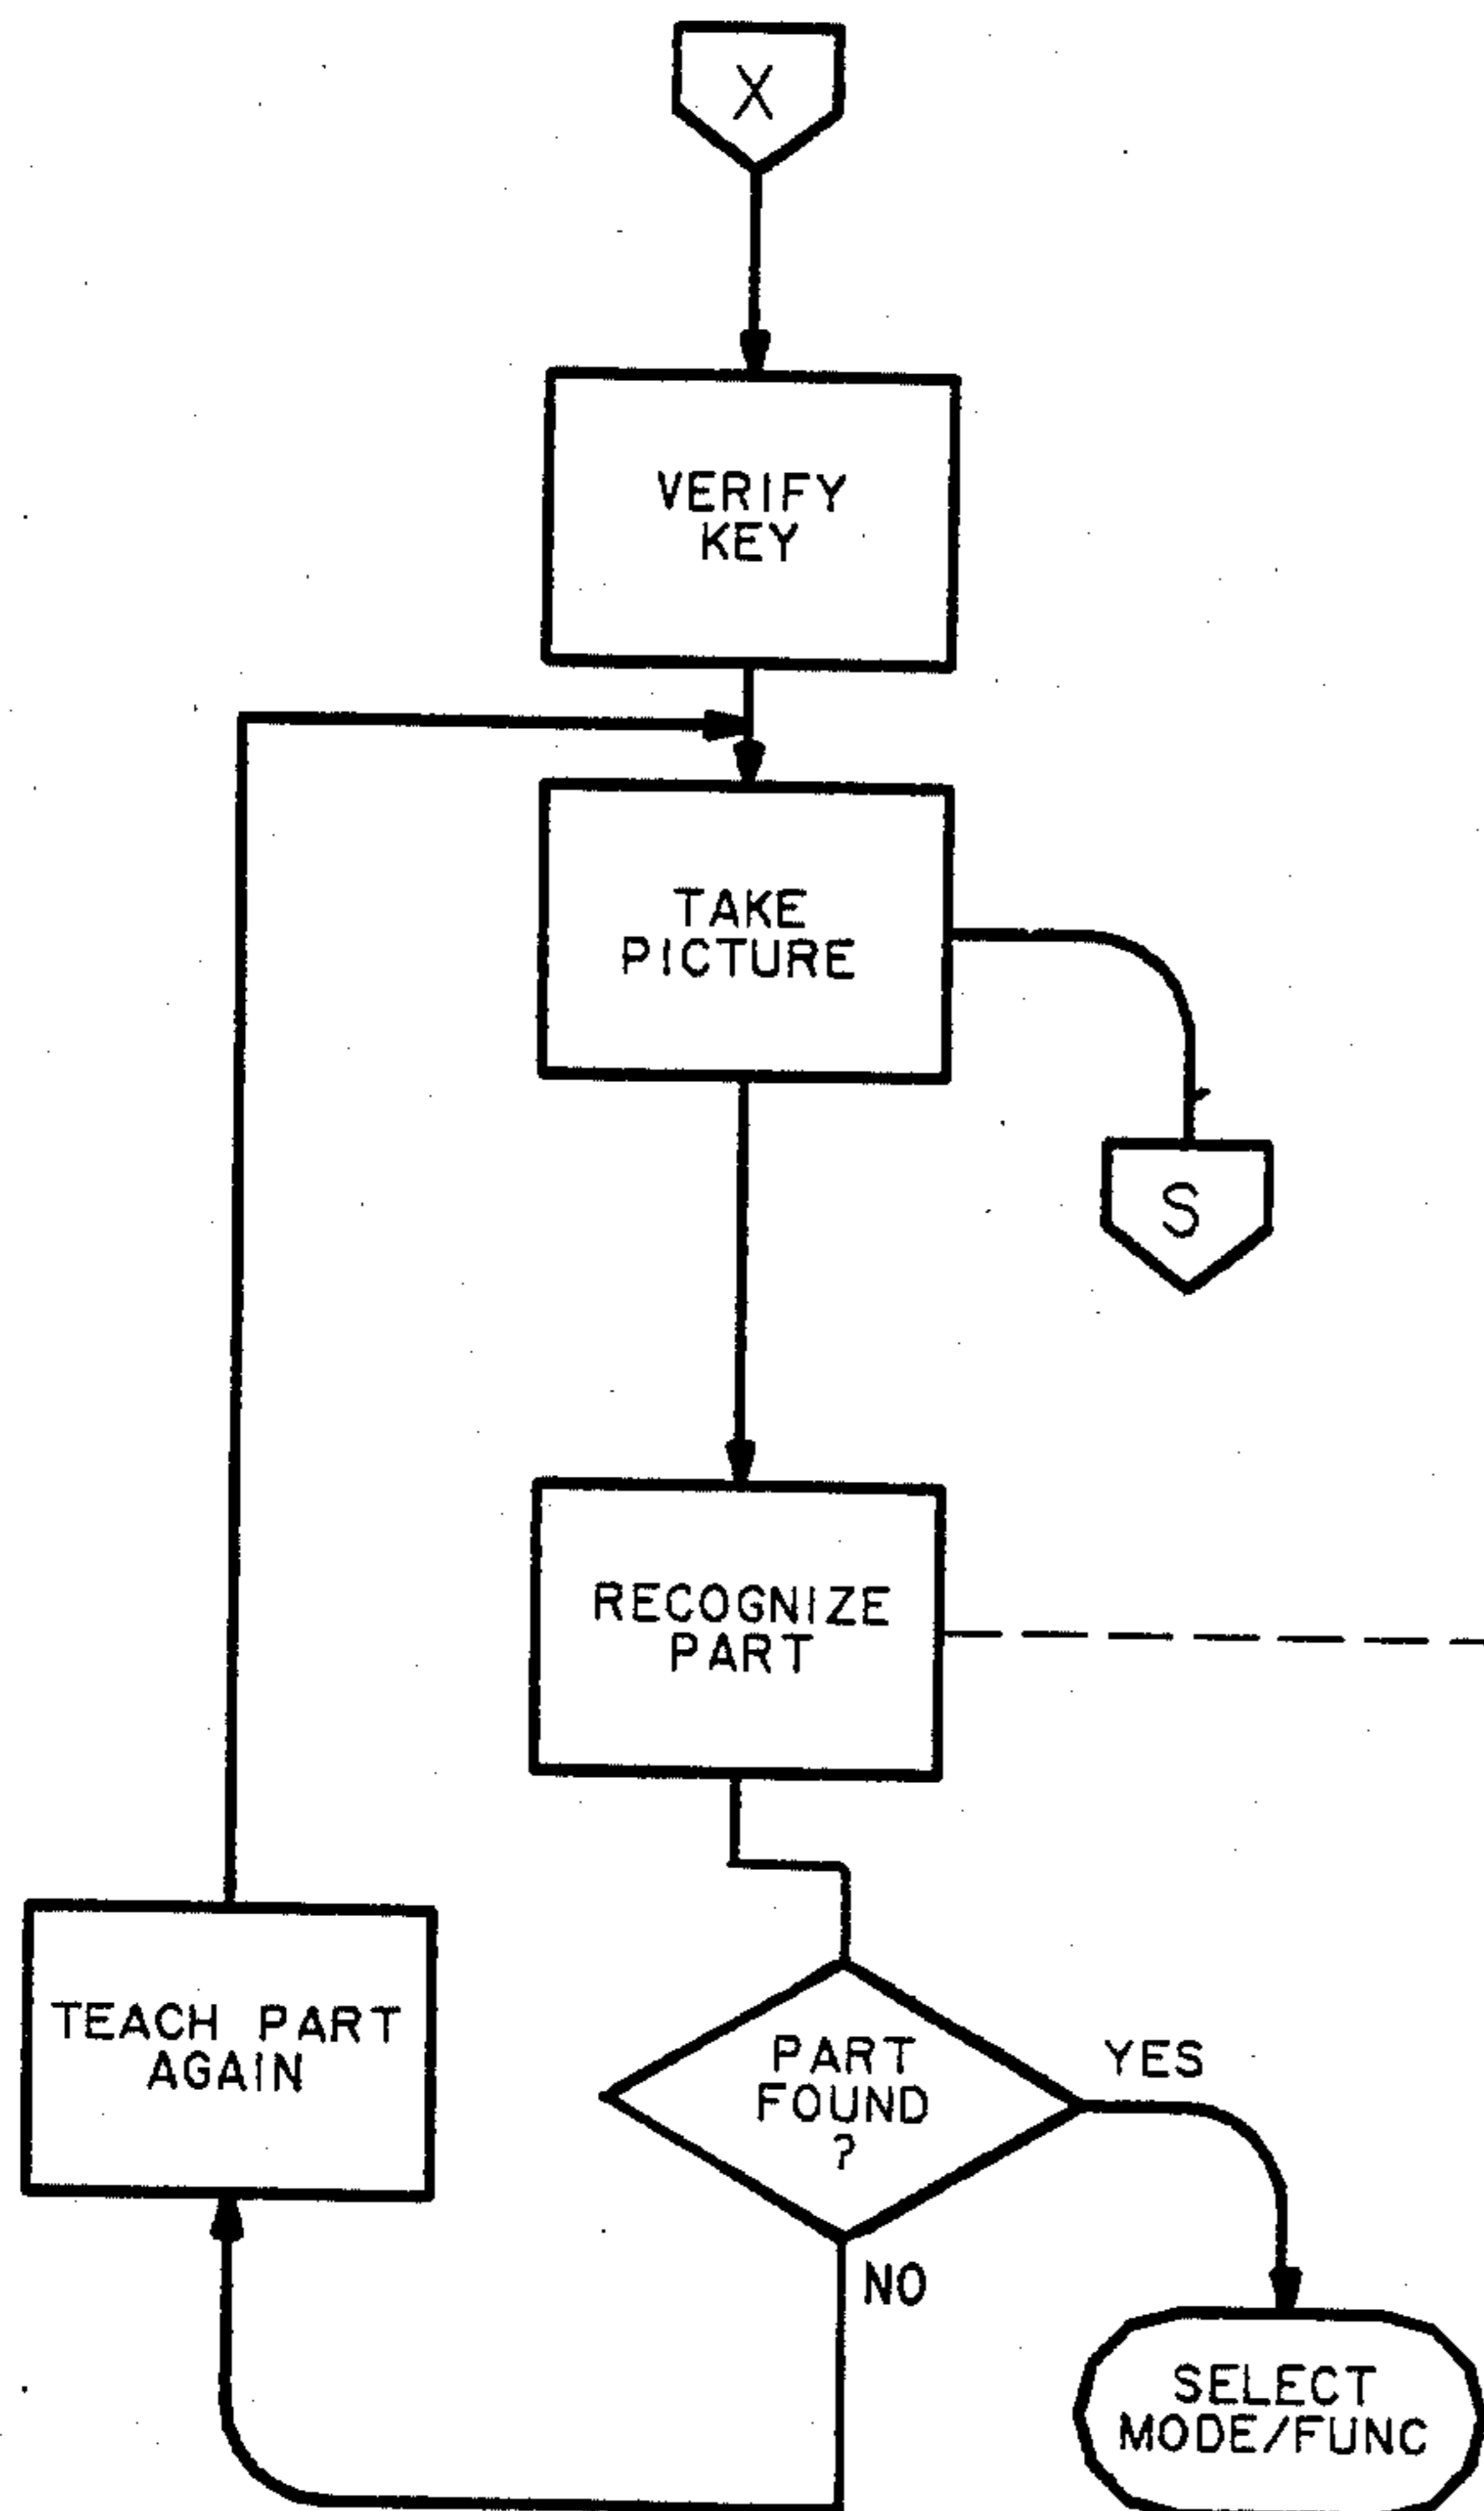 X
VERIFY
KEY
TAKE
PICTURE
S
RECOGNIZE
PART
TEACH PART
AGAIN
PART
FOUND
?
YES
NO
SELECT
MODE/FUNC